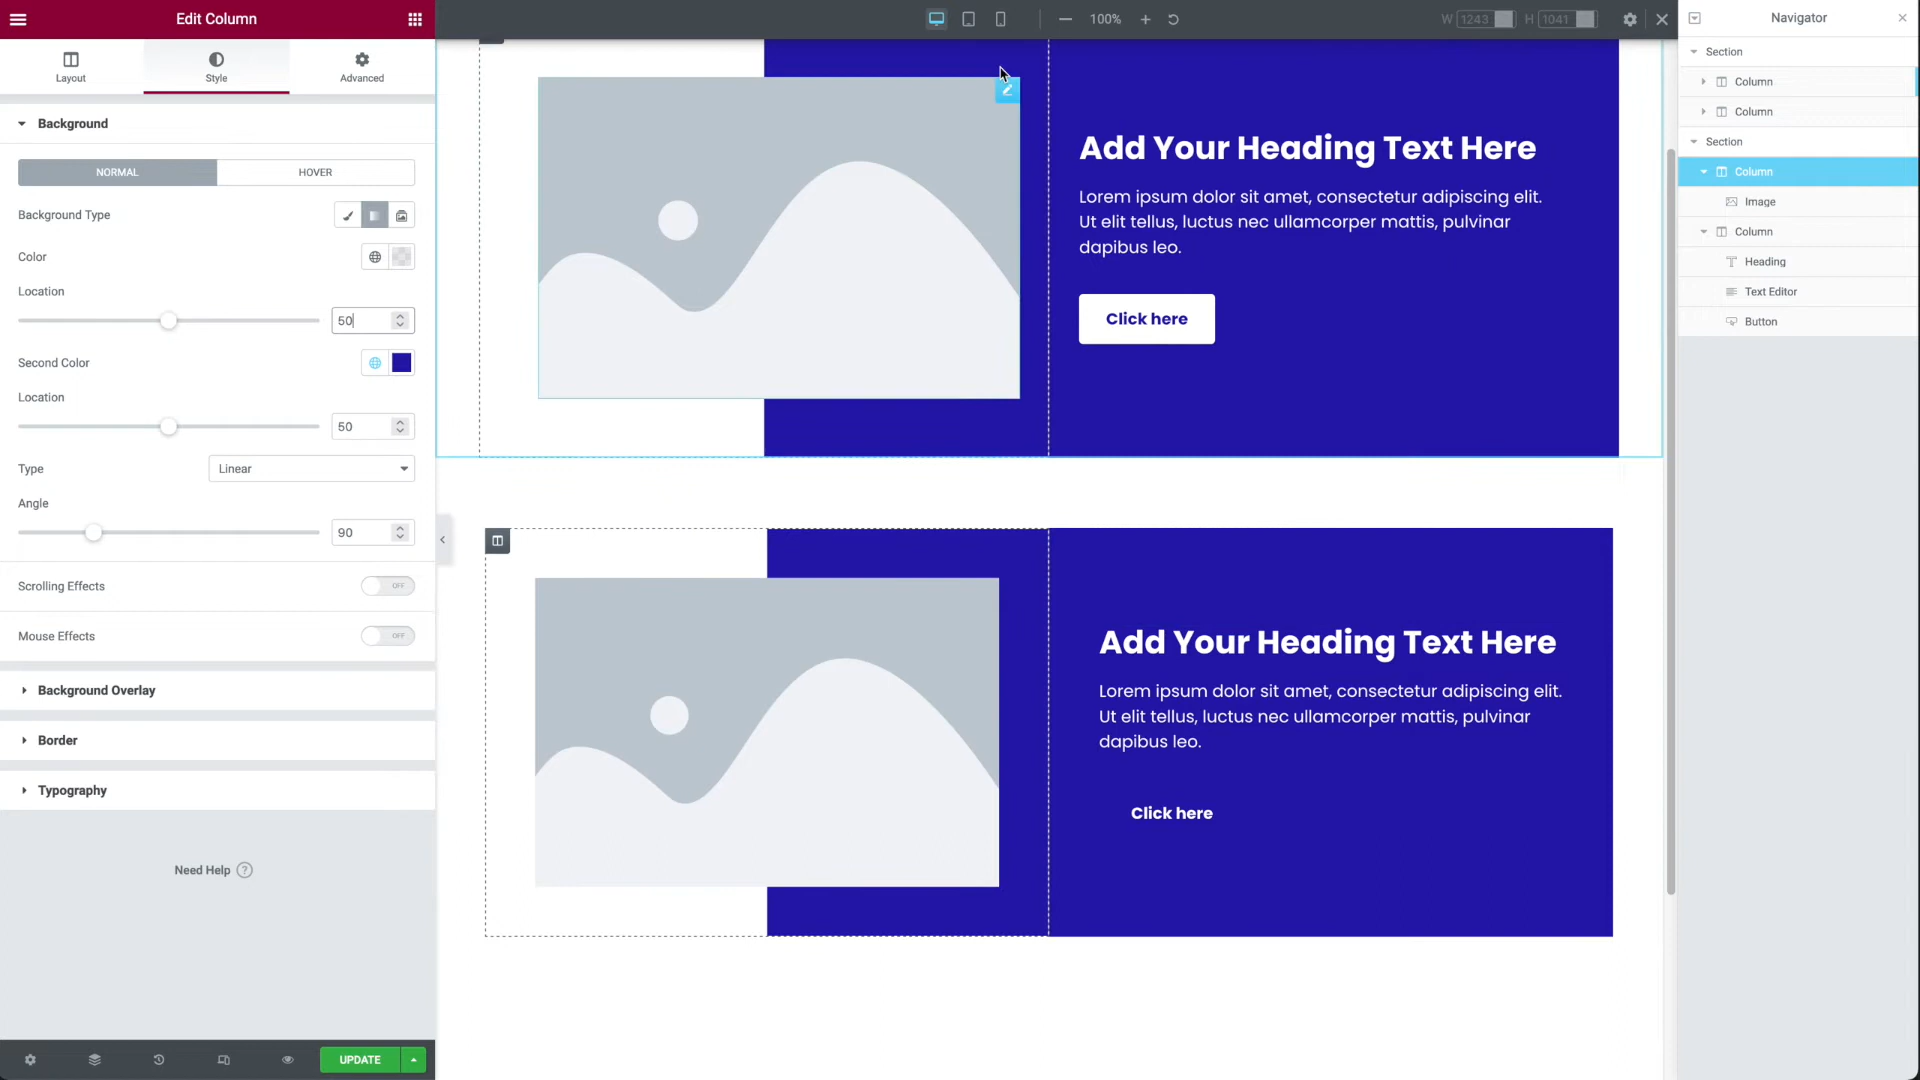 Edit Column
Layout
Style
Advanced
Background
NORMAL
HOVER
Background Type
Color
Location
50
Second Color
Location
50
Type
Linear
Angle
90
Scrolling Effects
OFF
Mouse Effects
OFF
Background Overlay
Border
Typography
Need Help ?
UPDATE
100%
W 1243
H 1041
Add Your Heading Text Here
Lorem ipsum dolor sit amet, consectetur adipiscing elit.
Ut elit tellus, luctus nec ullamcorper mattis, pulvinar
dapibus leo.
Click here
Add Your Heading Text Here
Lorem ipsum dolor sit amet, consectetur adipiscing elit.
Ut elit tellus, luctus nec ullamcorper mattis, pulvinar
dapibus leo.
Click here
Navigator
Section
Column
Column
Section
Column
Image
Column
Heading
Text Editor
Button